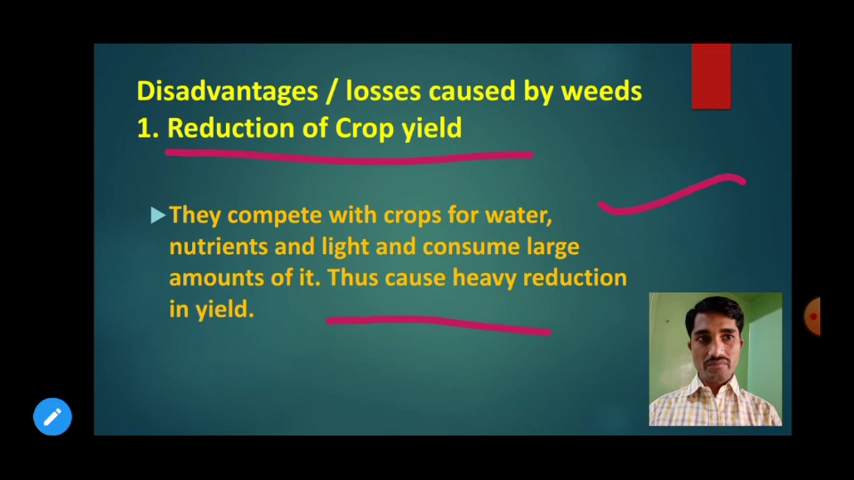 Disadvantages / losses caused by weeds
1. Reduction of Crop yield
They compete with crops for water,
nutrients and light and consume large
amounts of it. Thus cause heavy reduction
in yield.